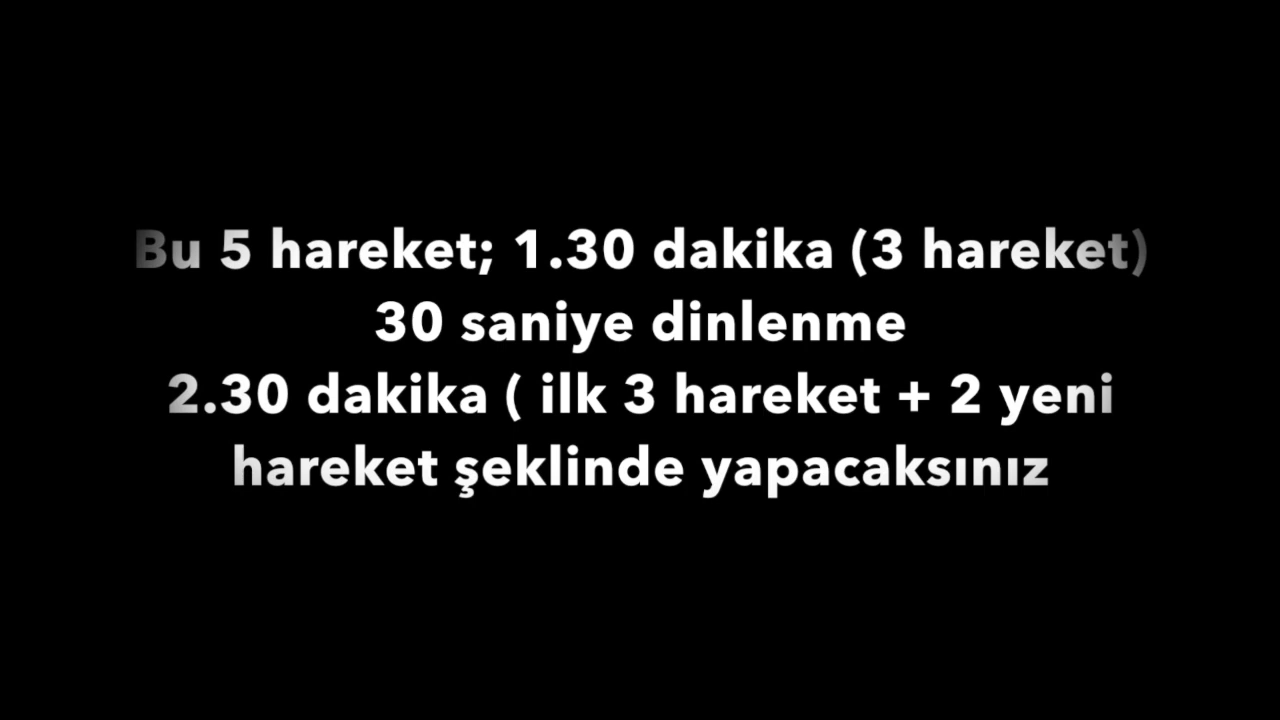 Bu 5 hareket; 1.30 dakika (3 hareket)
30 saniye dinlenme
2.30 dakika ( ilk 3 hareket + 2 yeni
hareket şeklinde yapacaksınız